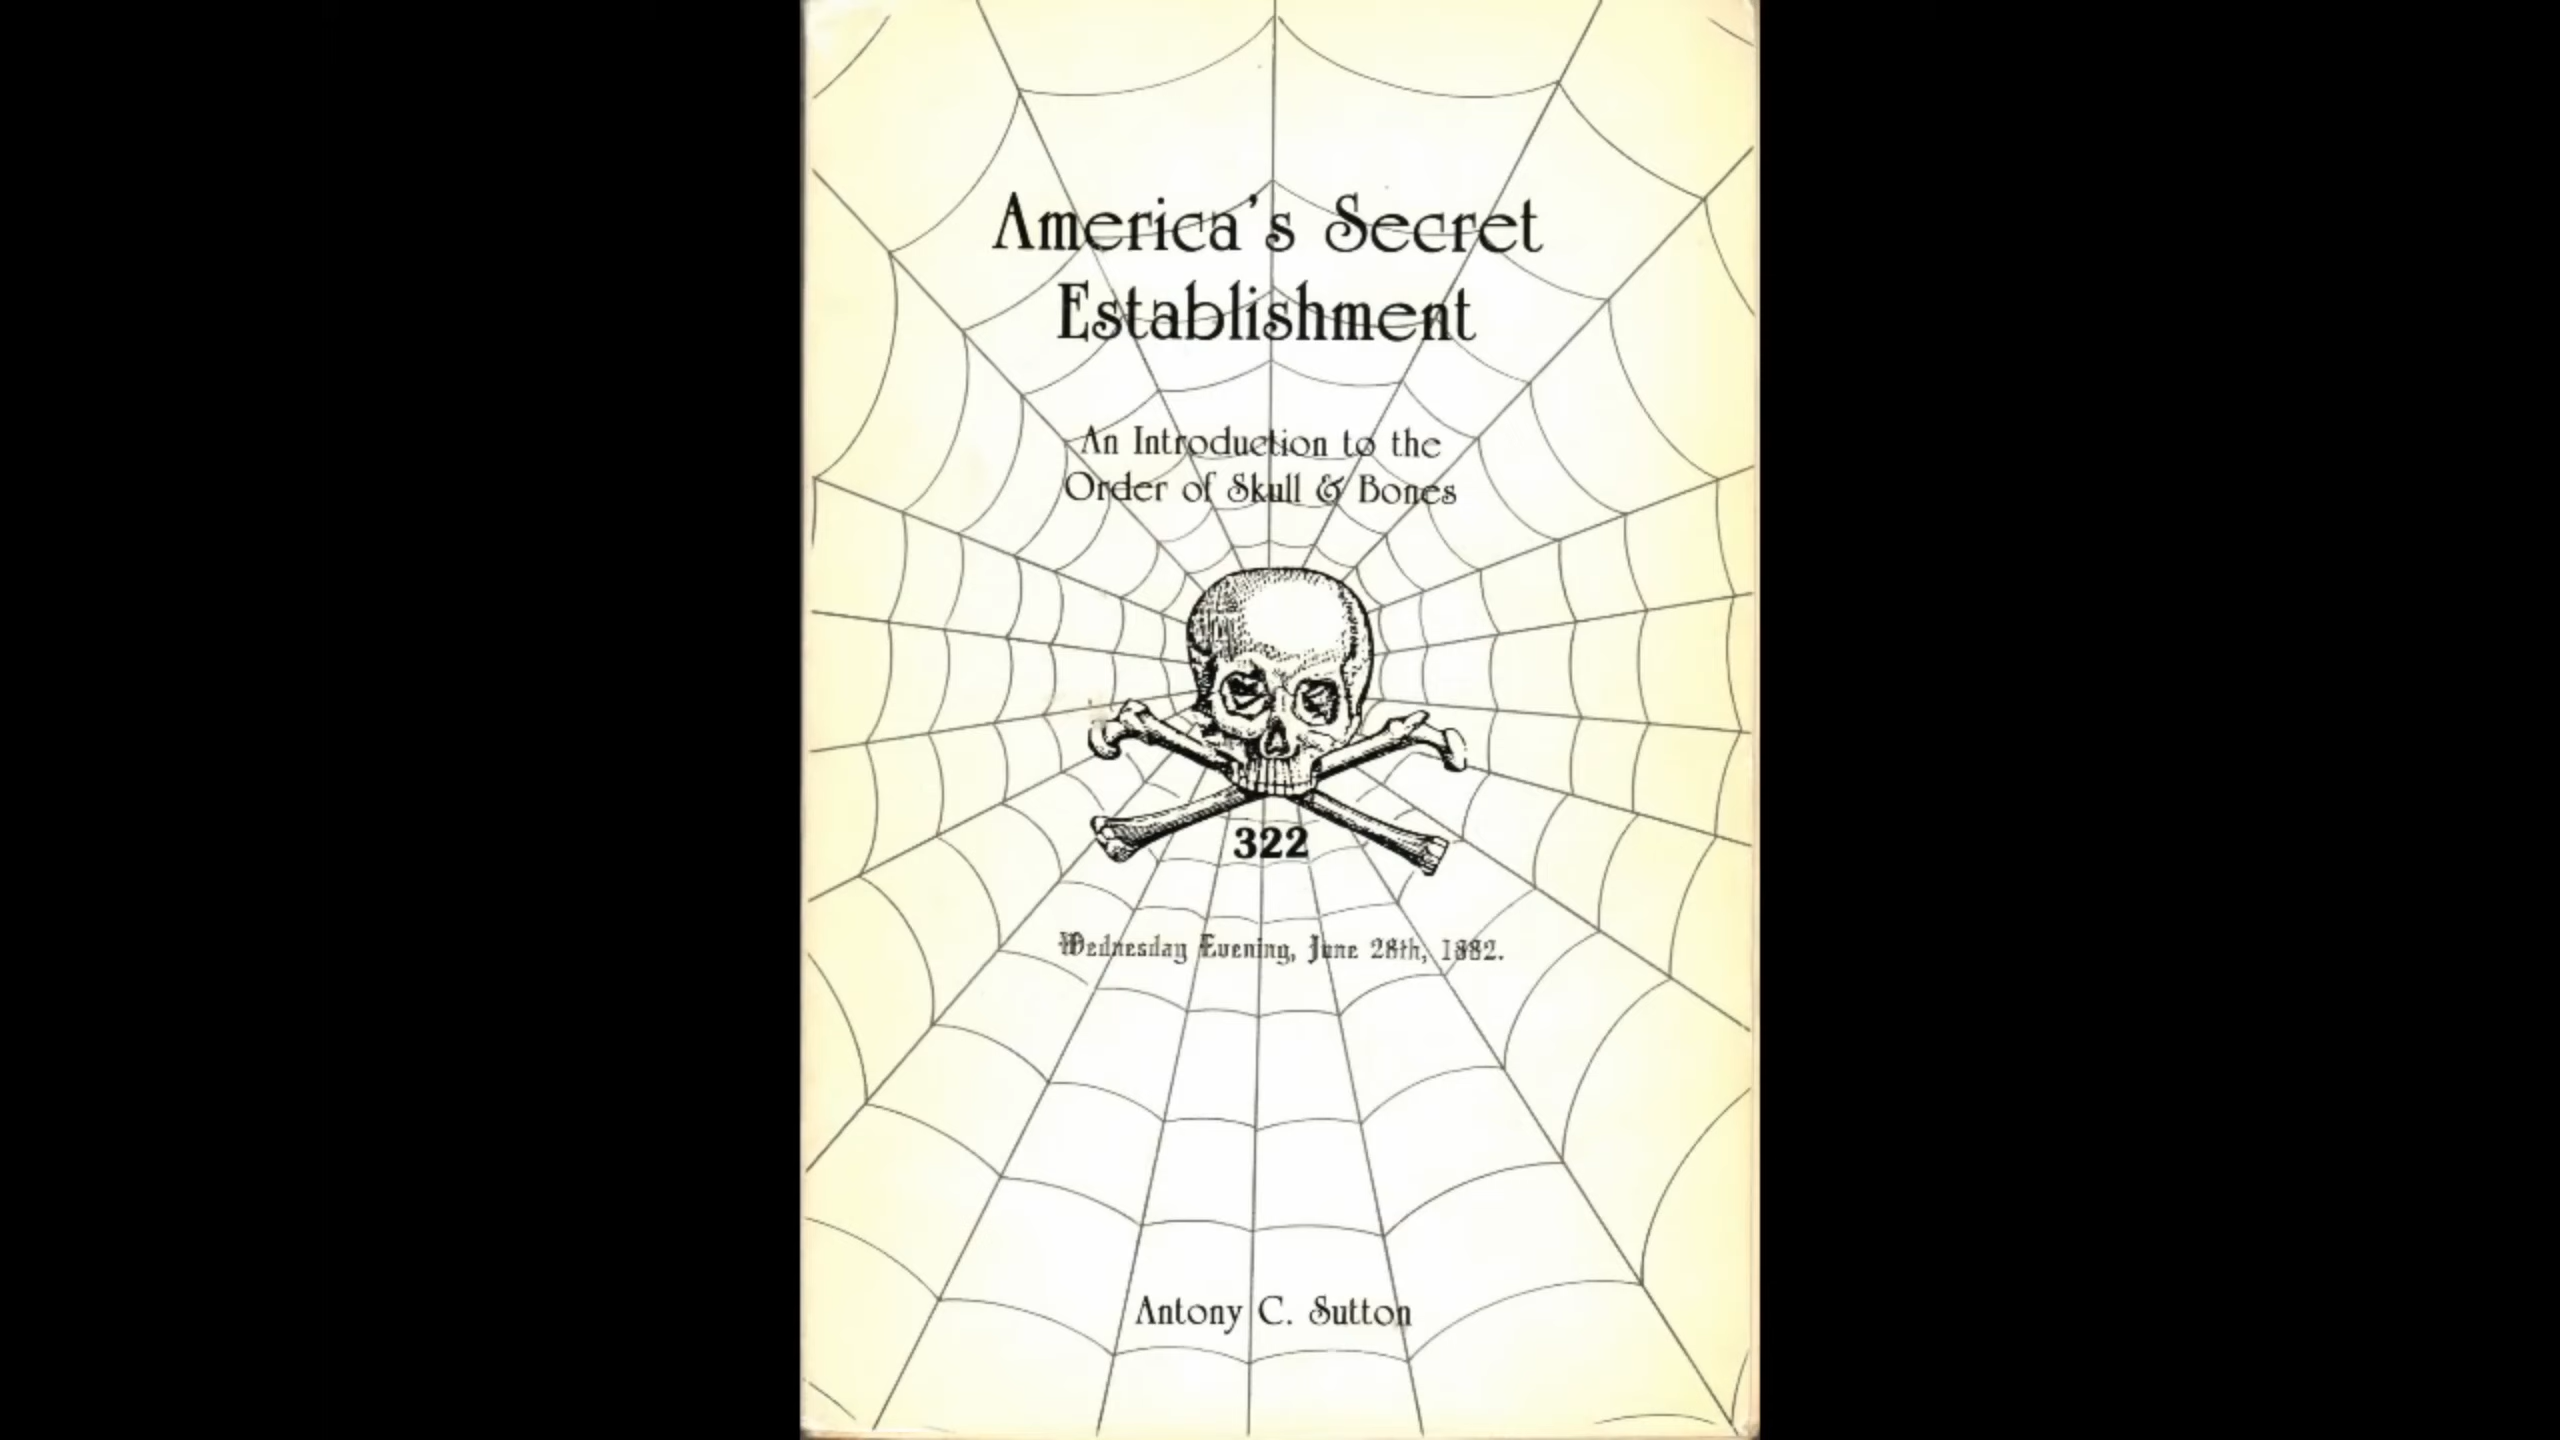 America's Secret
Establishment
An Introduction to the
Order of Skull & Bones
322
Wednesday Evening, June 28th, 1882.
Antony C. Sutton